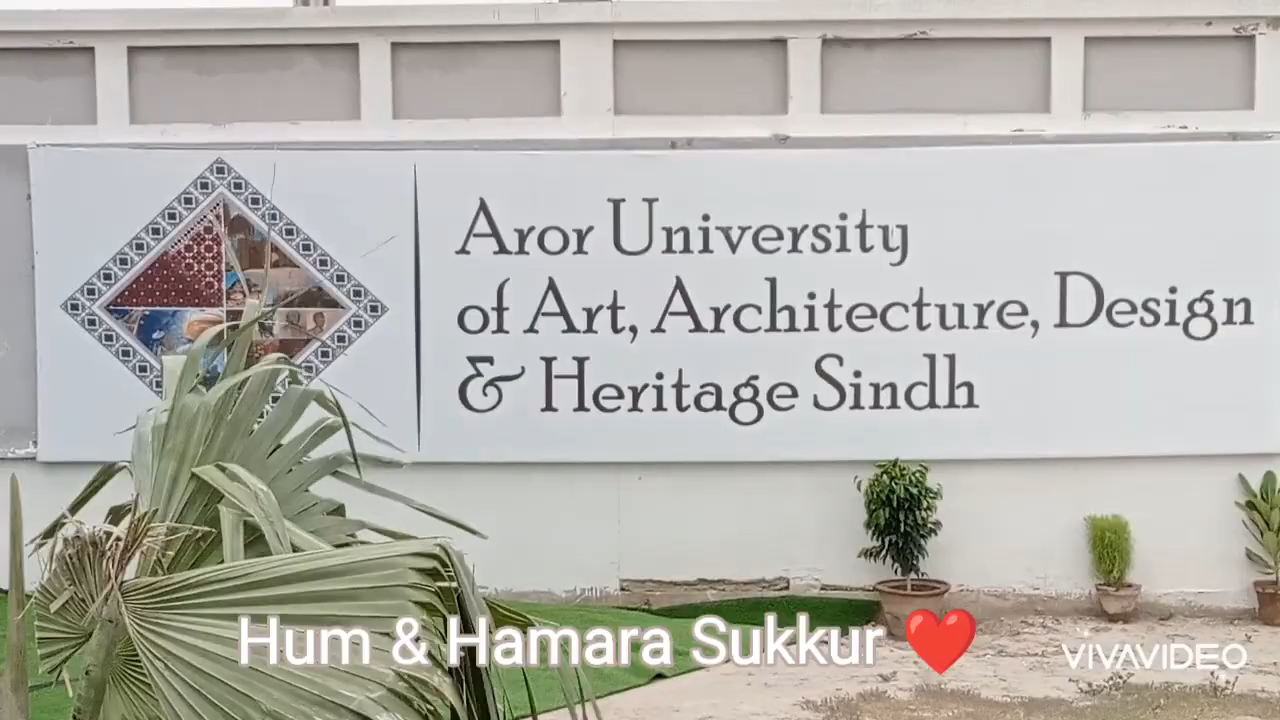 Aror University
of Art, Architecture, Design
& Heritage Sindh
Hum & Hamara Sukkur ❤️
VIVAVIDEO